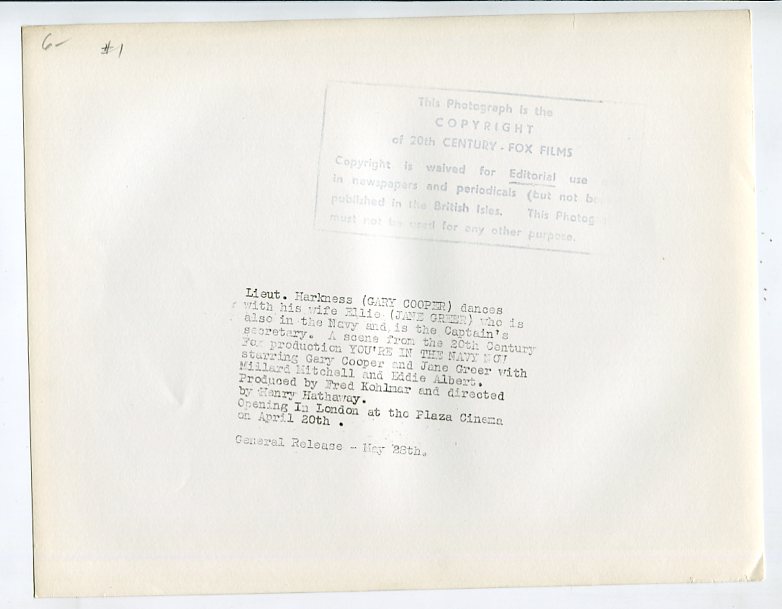 6-
#1
This Photograph is the
COPYRIGHT
of 20th CENTURY - FOX FILMS
Copyright is waived for Editorial use
in newspapers and periodicals (but not be
published in the British Isles. This Photog
must not be used for any other purpose.
Lieut. Harkness (GARY COOPER) dances
with his wife Ellie (JANE GREER) who is
also in the Navy and is the Captain's
secretary. A scene from the 20th Century
Fox production YOU'RE IN THE NAVY NOW
starring Gary Cooper and Jane Greer with
Millard Mitchell and Eddie Albert.
Produced by Fred Kohlmar and directed
by Henry Hathaway.
Opening In London at the Plaza Cinema
on April 20th .
General Release - May 28th.